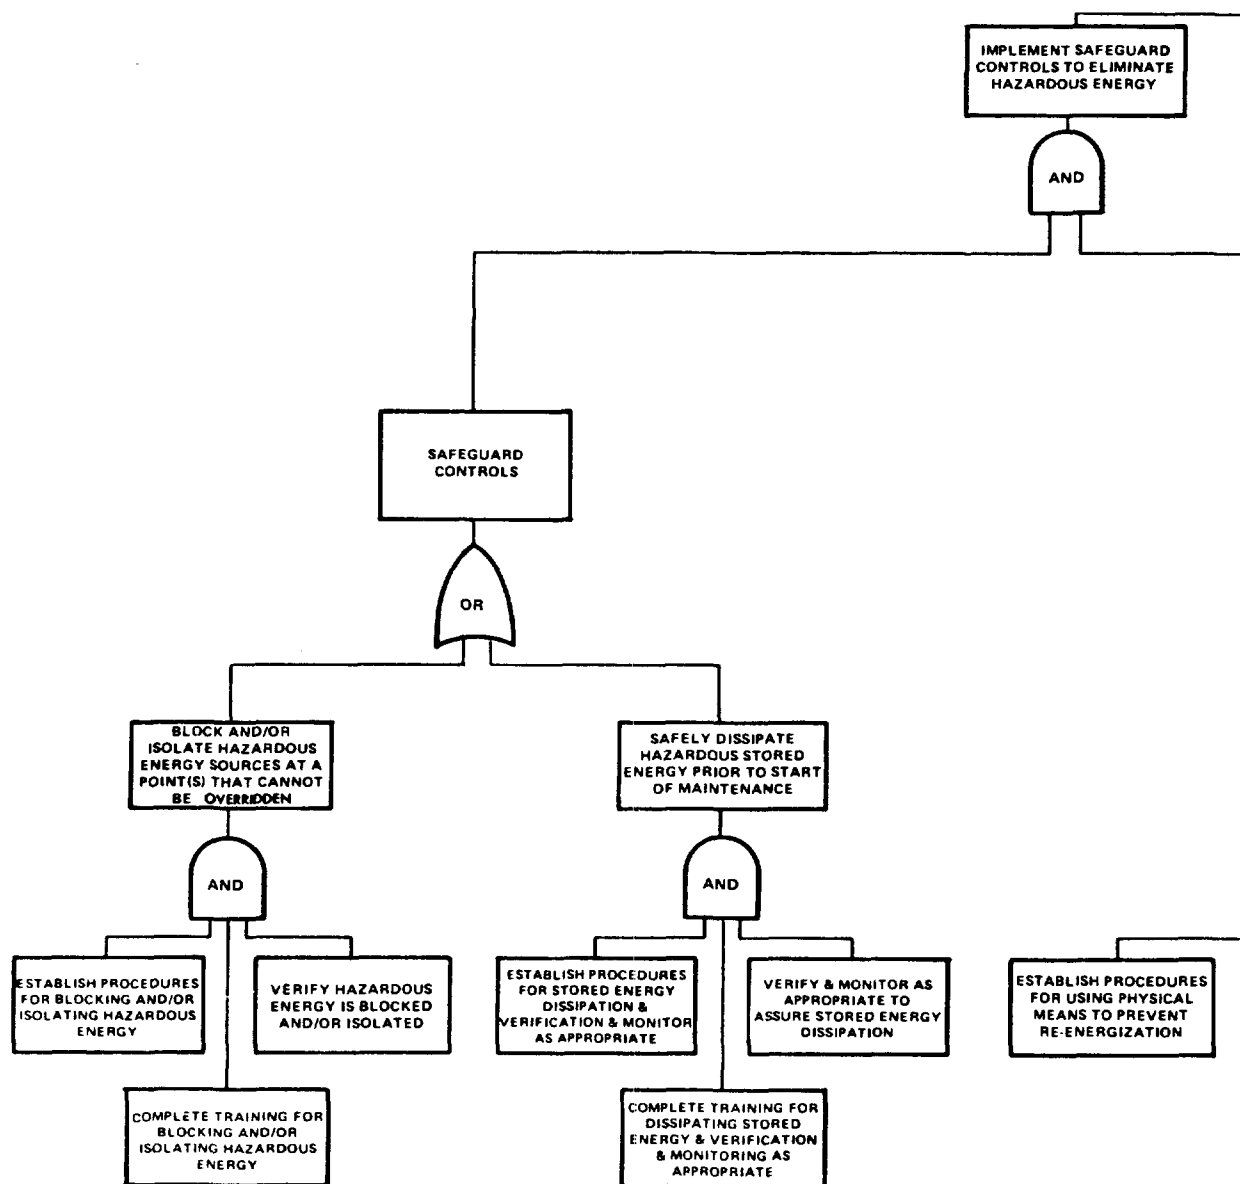 IMPLEMENT SAFEGUARD
CONTROLS TO ELIMINATE
HAZARDOUS ENERGY
AND
SAFEGUARD
CONTROLS
OR
BLOCK AND/OR
ISOLATE HAZARDOUS
ENERGY SOURCES AT A
POINT(S) THAT CANNOT
BE OVERRIDDEN
SAFELY DISSIPATE
HAZARDOUS STORED
ENERGY PRIOR TO START
OF MAINTENANCE
AND
AND
ESTABLISH PROCEDURES
FOR BLOCKING AND/OR
ISOLATING HAZARDOUS
ENERGY
VERIFY HAZARDOUS
ENERGY IS BLOCKED
AND/OR ISOLATED
ESTABLISH PROCEDURES
FOR STORED ENERGY
DISSIPATION &
VERIFICATION & MONITOR
AS APPROPRIATE
VERIFY & MONITOR AS
APPROPRIATE TO
ASSURE STORED ENERGY
DISSIPATION
ESTABLISH PROCEDURES
FOR USING PHYSICAL
MEANS TO PREVENT
RE-ENERGIZATION
COMPLETE TRAINING FOR
BLOCKING AND/OR
ISOLATING HAZARDOUS
ENERGY
COMPLETE TRAINING FOR
DISSIPATING STORED
ENERGY & VERIFICATION
& MONITORING AS
APPROPRIATE